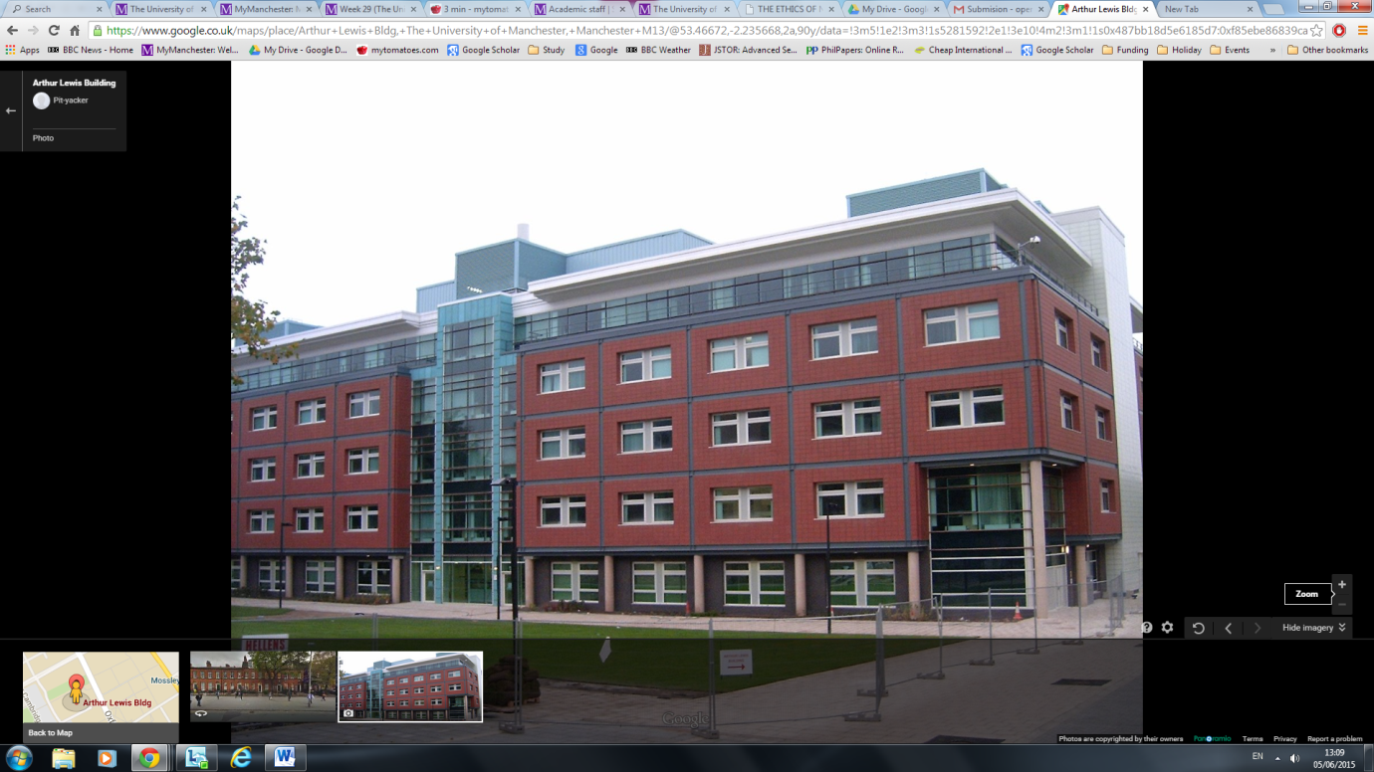 Search
The University of
MyManchester: M
Week 29 (The Un
3 min - mytomat
Academic staff |
The University of
THE ETHICS OF
My Drive - Googl
Submision - ope
Arthur Lewis Bldg
New Tab
https://www.google.co.uk/maps/place/Arthur+Lewis+Bldg,+The+University+of+Manchester,+Manchester+M13/@53.46672,-2.235668,2a,90y/data=!3m5!1e2!3m3!1s5281592!2e1!3e10!4m2!3m1!1s0x487bb18d5e6185d7:0xf85ebe86839ca
Apps
BBC News - Home
MyManchester: Wel...
My Drive - Google D...
mytomatoes.com
Google Scholar
Study
Google
BBC Weather
JSTOR: Advanced Se...
PhilPapers: Online R...
Cheap International ...
Google Scholar
Funding
Holiday
Events
»
Other bookmarks
Arthur Lewis Building
Pit-yacker
Photo
Zoom
Hide imagery
HELLENS
Mossley
Arthur Lewis Bldg
Cambridg
Oxf
Back to Map
Google
Photos are copyrighted by their owners
Panoramio
Terms
Privacy
Report a problem
EN
13:09
05/06/2015